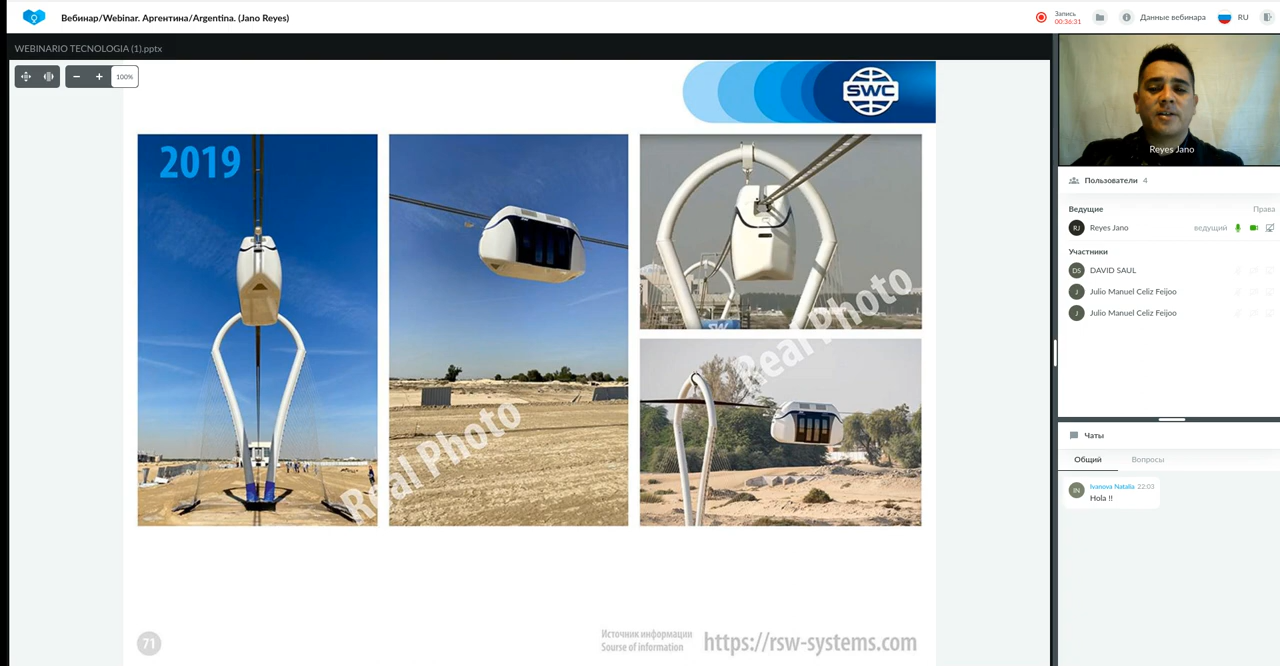 Вебинар/Webinar. Аргентина/Argentina. (Jano Reyes)
Запись
00:36:31
Данные вебинара
RU
WEBINARIO TECNOLOGIA (1).pptx
100%
SWC
2019
Real Photo
Real Photo
71
Источник информации
Sourse of information
https://rsw-systems.com
Reyes Jano
Пользователи 4
Ведущие
Права
RJ
Reyes Jano
ведущий
Участники
DS
DAVID SAUL
J
Julio Manuel Celiz Feijoo
J
Julio Manuel Celiz Feijoo
Чаты
Общий
Вопросы
IN
Ivanova Natalia 22:03
Hola !!